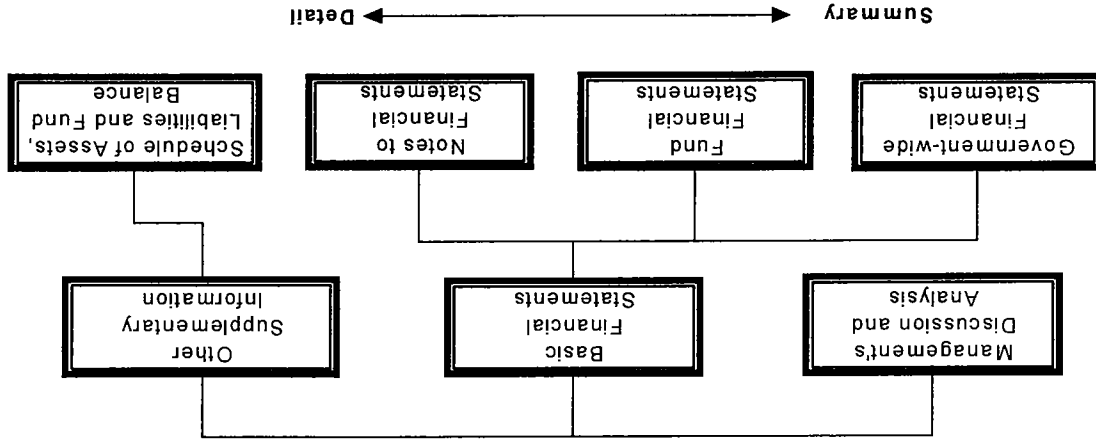 Management's
Discussion and
Analysis
Basic
Financial
Statements
Other
Supplementary
Information
Government-wide
Financial
Statements
Fund
Financial
Statements
Notes to
Financial
Statements
Schedule of Assets,
Liabilities and Fund
Balance
Summary
Detail